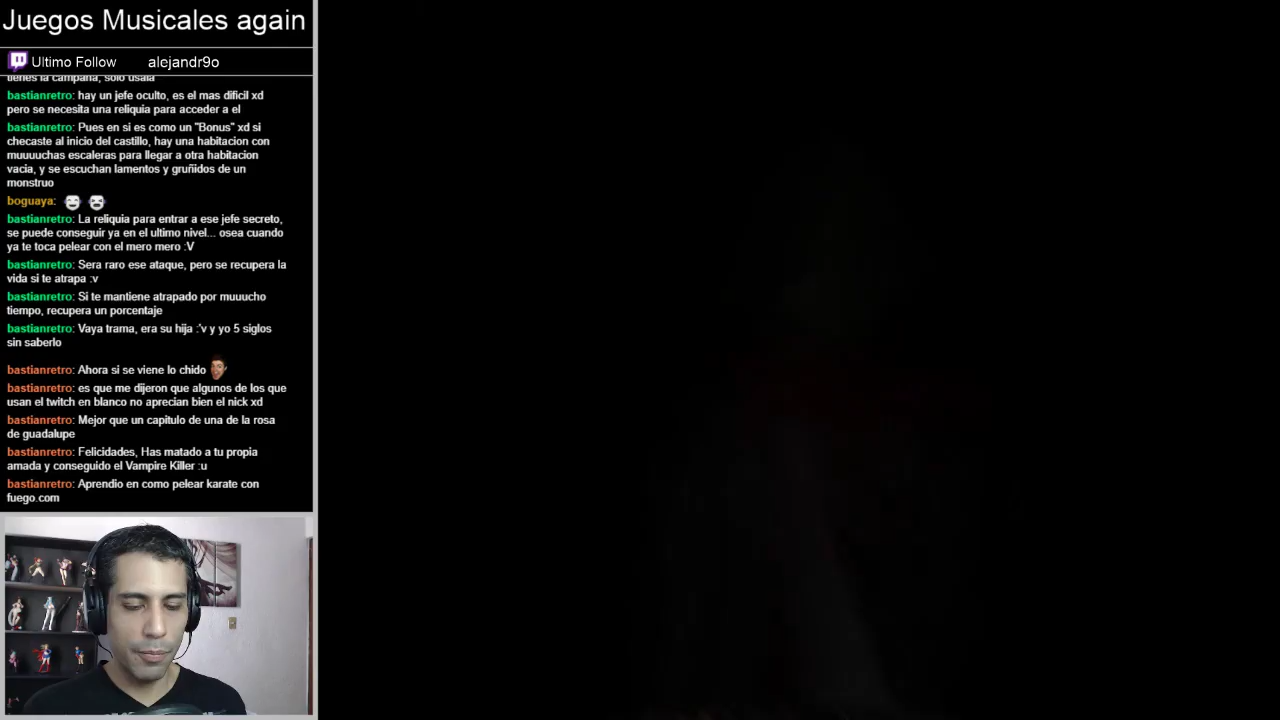 Juegos Musicales again
Ultimo Follow alejandr9o
tienes la campana, solo usala
bastianretro: hay un jefe oculto, es el mas dificil xd
pero se necesita una reliquia para acceder a el
bastianretro: Pues en si es como un "Bonus" xd si
checaste al inicio del castillo, hay una habitacion con
muuuuchas escaleras para llegar a otra habitacion
vacia, y se escuchan lamentos y gruñidos de un
monstruo
boguaya:
bastianretro: La reliquia para entrar a ese jefe secreto,
se puede conseguir ya en el ultimo nivel... osea cuando
ya te toca pelear con el mero mero :V
bastianretro: Sera raro ese ataque, pero se recupera la
vida si te atrapa :v
bastianretro: Si te mantiene atrapado por muuucho
tiempo, recupera un porcentaje
bastianretro: Vaya trama, era su hija :'v y yo 5 siglos
sin saberlo
bastianretro: Ahora si se viene lo chido
bastianretro: es que me dijeron que algunos de los que
usan el twitch en blanco no aprecian bien el nick xd
bastianretro: Mejor que un capitulo de una de la rosa
de guadalupe
bastianretro: Felicidades, Has matado a tu propia
amada y conseguido el Vampire Killer :u
bastianretro: Aprendio en como pelear karate con
fuego.com